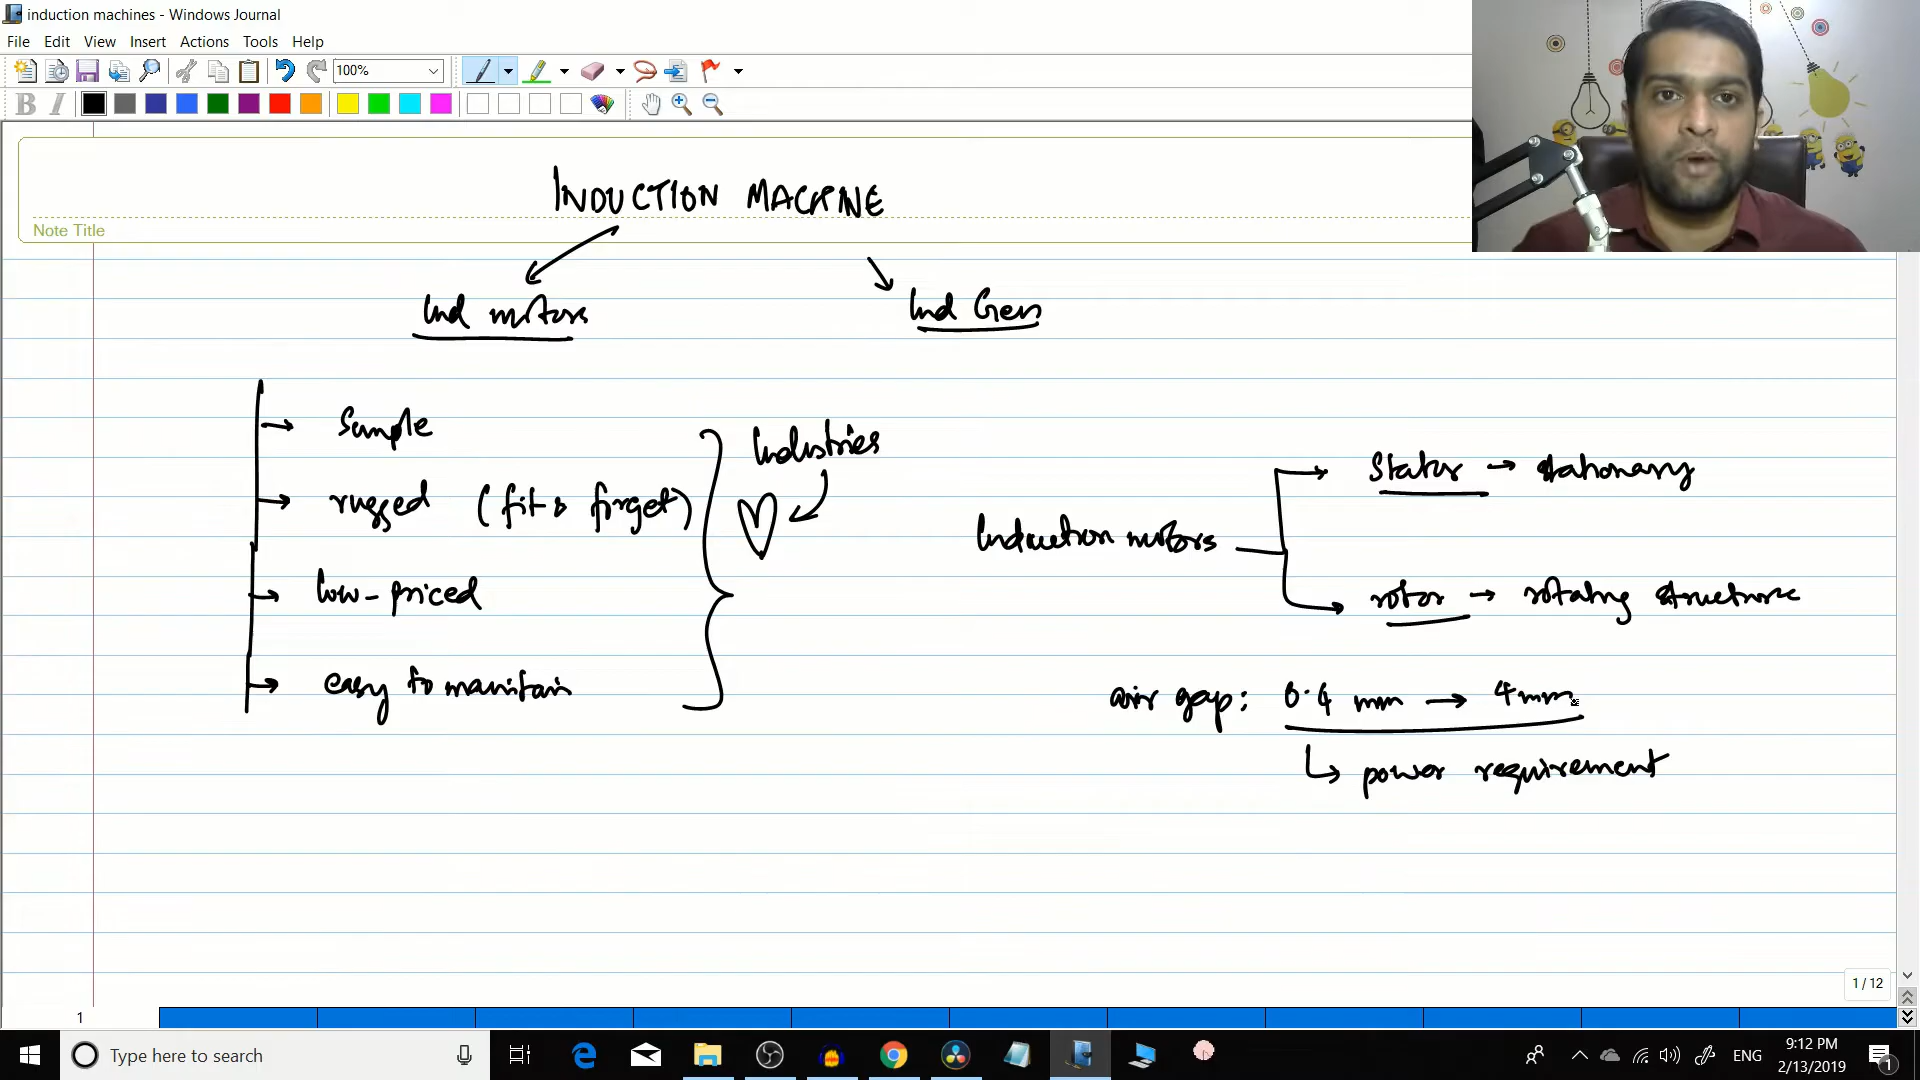 induction machines - Windows Journal
File Edit View Insert Actions Tools Help
100%
B I
INDUCTION MACHINE
Note Title
Ind motors
Ind Gen
Simple
rugged (fit & forget)
low-priced
easy to maintain
Industries
Induction motors
Stator → stationary
rotor → rotating structure
air gap: 0.4 mm → 4mm
power requirement
1 / 12
1
Type here to search
ENG
9:12 PM
2/13/2019
1